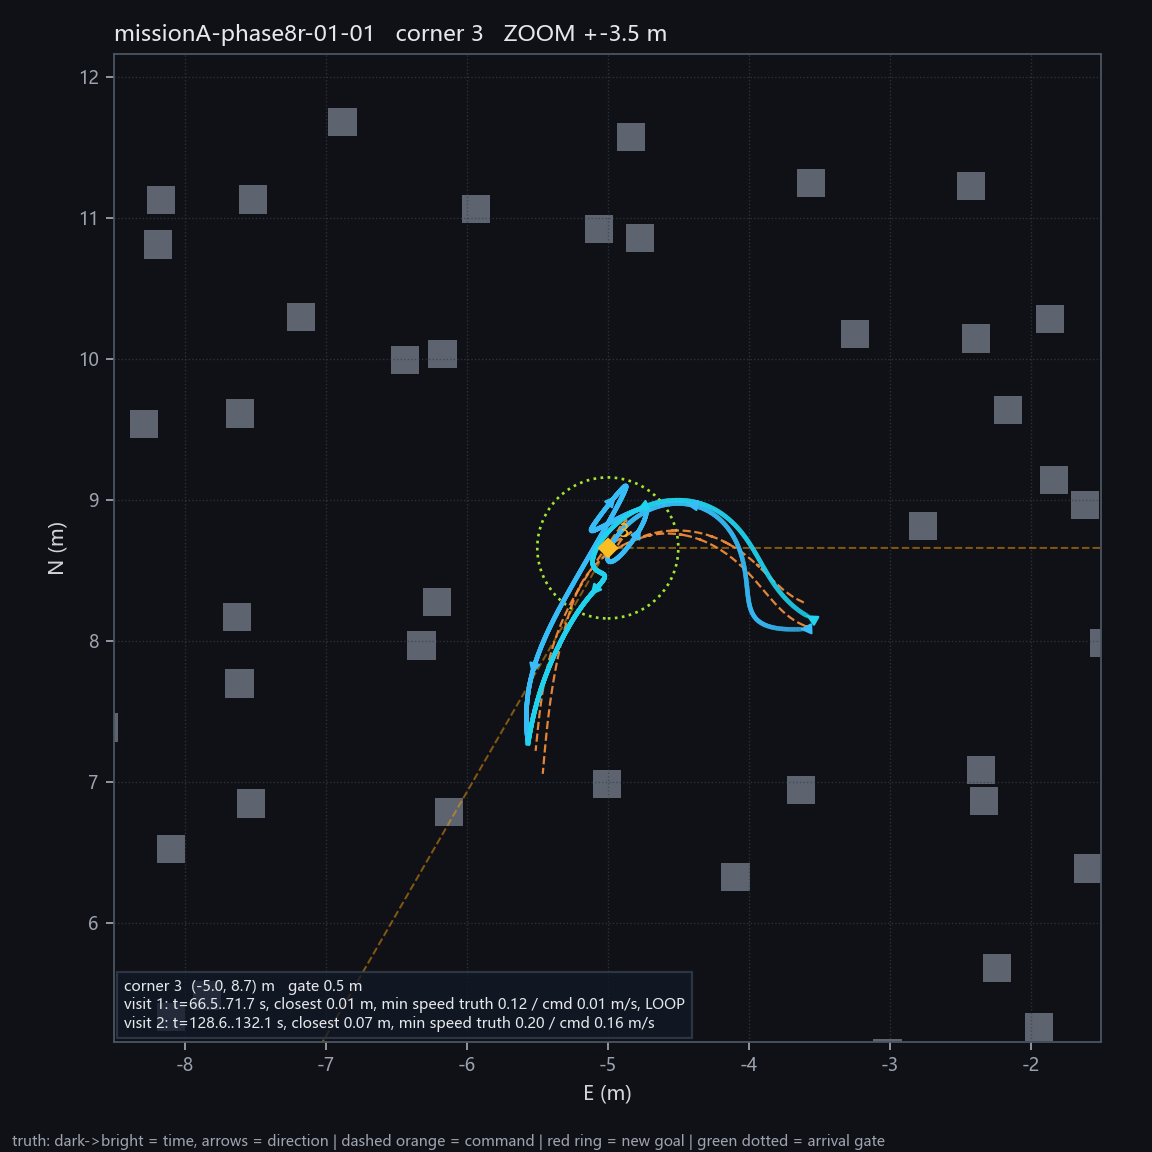 missionA-phase8r-01-01   corner 3   ZOOM +-3.5 m
12
11
10
9
8
7
6
N (m)
3
corner 3  (-5.0, 8.7) m   gate 0.5 m
visit 1: t=66.5..71.7 s, closest 0.01 m, min speed truth 0.12 / cmd 0.01 m/s, LOOP
visit 2: t=128.6..132.1 s, closest 0.07 m, min speed truth 0.20 / cmd 0.16 m/s
-8 -7 -6 -5 -4 -3 -2
E (m)
truth: dark->bright = time, arrows = direction | dashed orange = command | red ring = new goal | green dotted = arrival gate